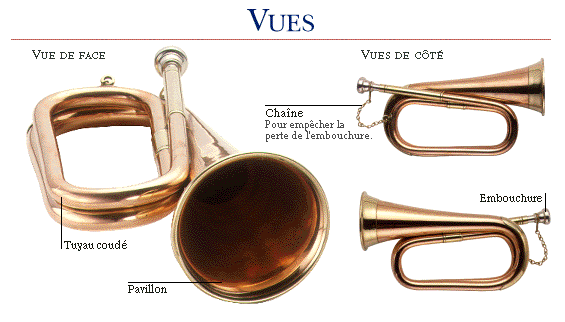 VUES
VUE DE FACE
VUES DE CÔTÉ
Chaîne
Pour empêcher la
perte de l'embouchure.
Embouchure
Tuyau coudé
Pavillon